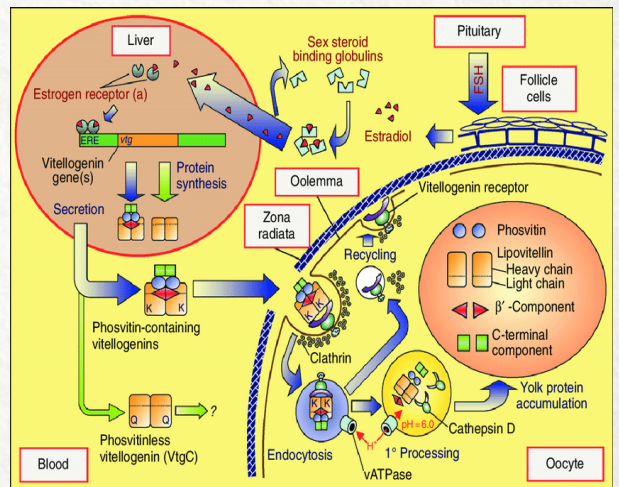 Liver
Sex steroid
binding globulins
Pituitary
FSH
Follicle
cells
Estrogen receptor (a)
Estradiol
ERE
vtg
Vitellogenin
gene(s)
Protein
synthesis
Secretion
Oolemma
Vitellogenin receptor
Zona
radiata
Recycling
Phosvitin
Lipovitellin
Heavy chain
Light chain
β′-Component
C-terminal
component
K K
Phosvitin-containing
vitellogenins
K K
Clathrin
K K
pH = 6.0
Yolk protein
accumulation
Cathepsin D
Q Q
?
Phosvitinless
vitellogenin (VtgC)
H+
Endocytosis
1° Processing
vATPase
Blood
Oocyte